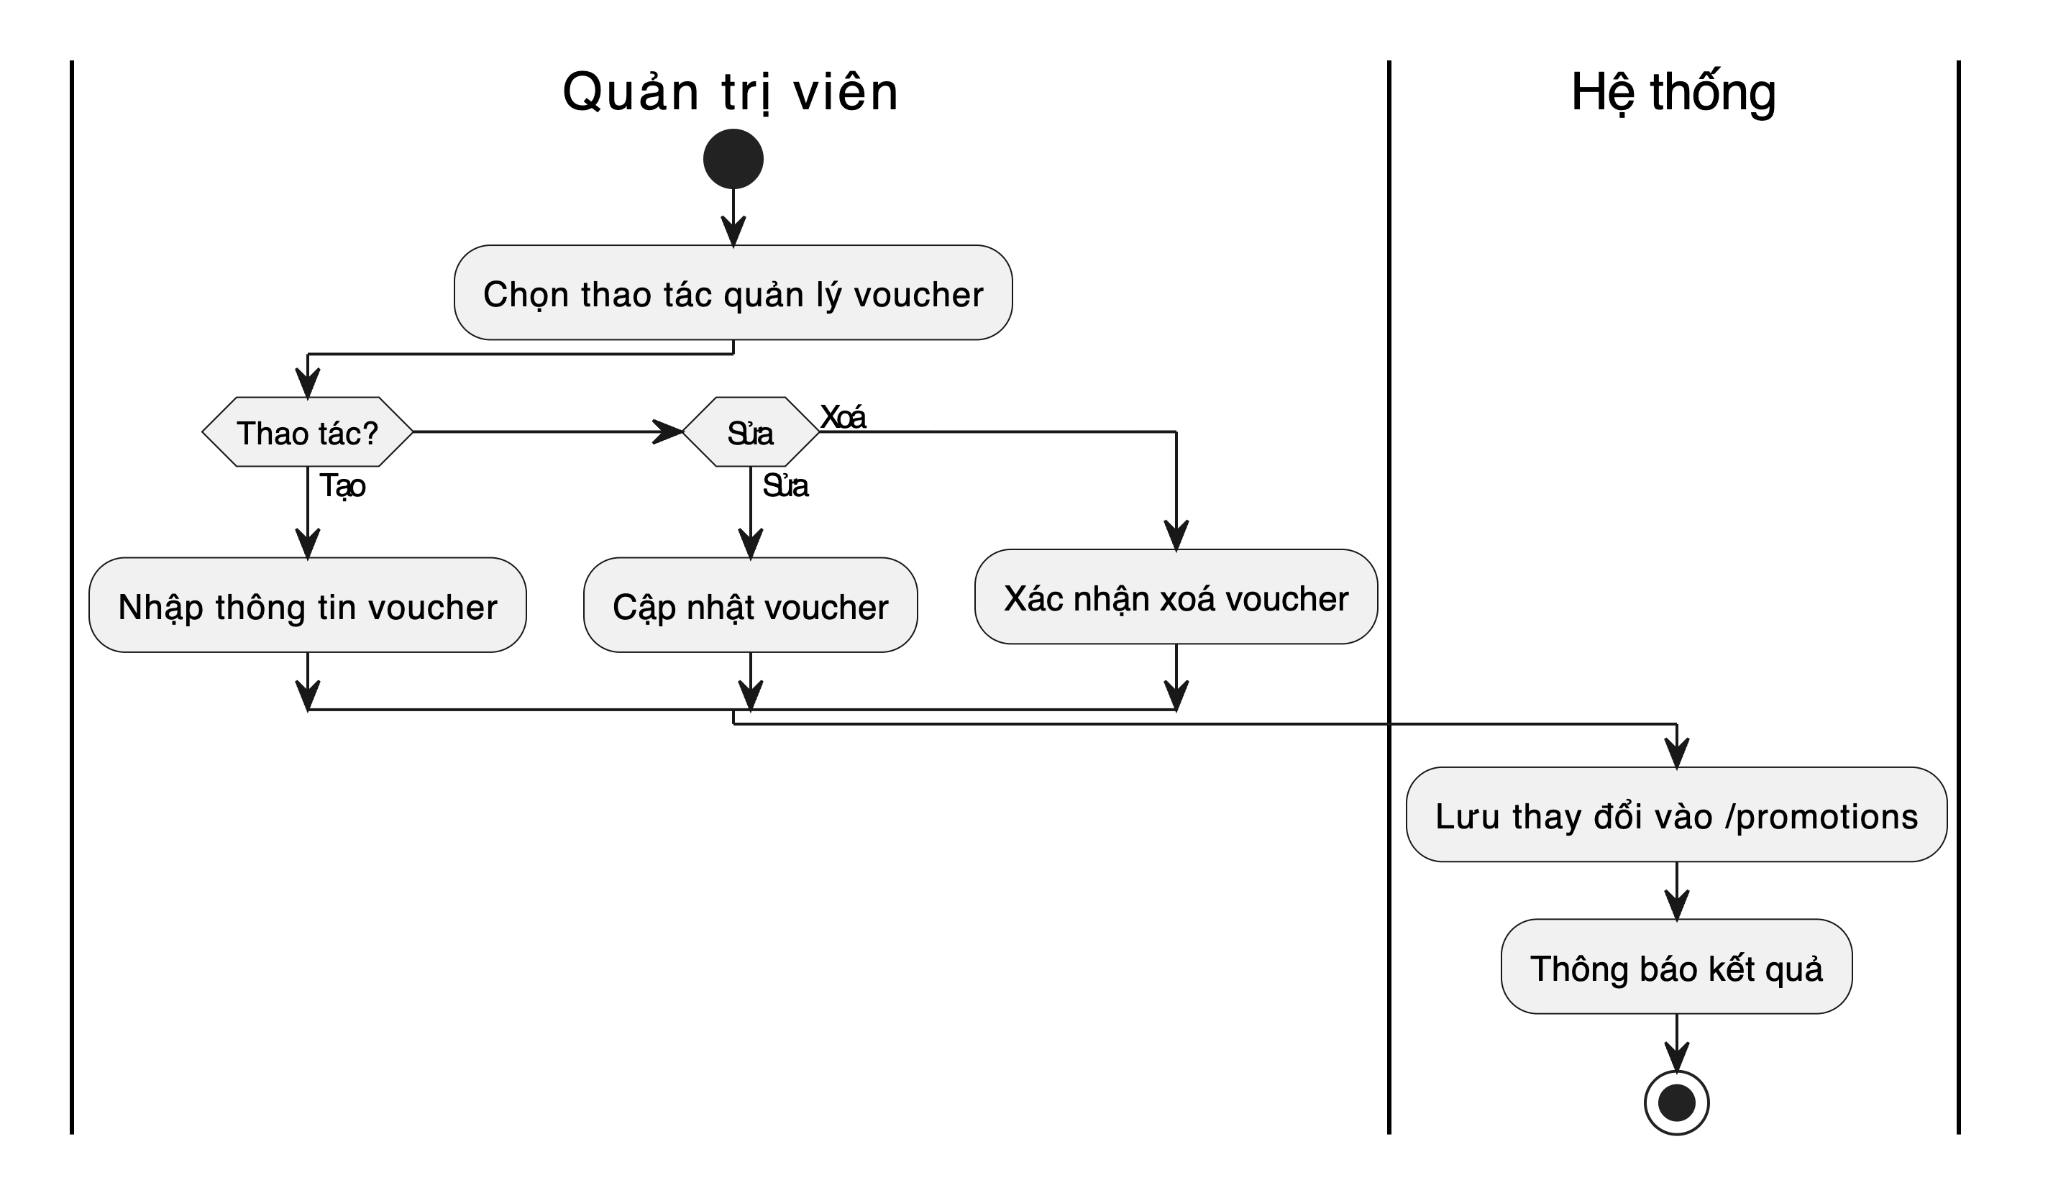 Quản trị viên
Hệ thống
Chọn thao tác quản lý voucher
Thao tác?
Sửa
Xoá
Tạo
Sửa
Nhập thông tin voucher
Cập nhật voucher
Xác nhận xoá voucher
Lưu thay đổi vào /promotions
Thông báo kết quả